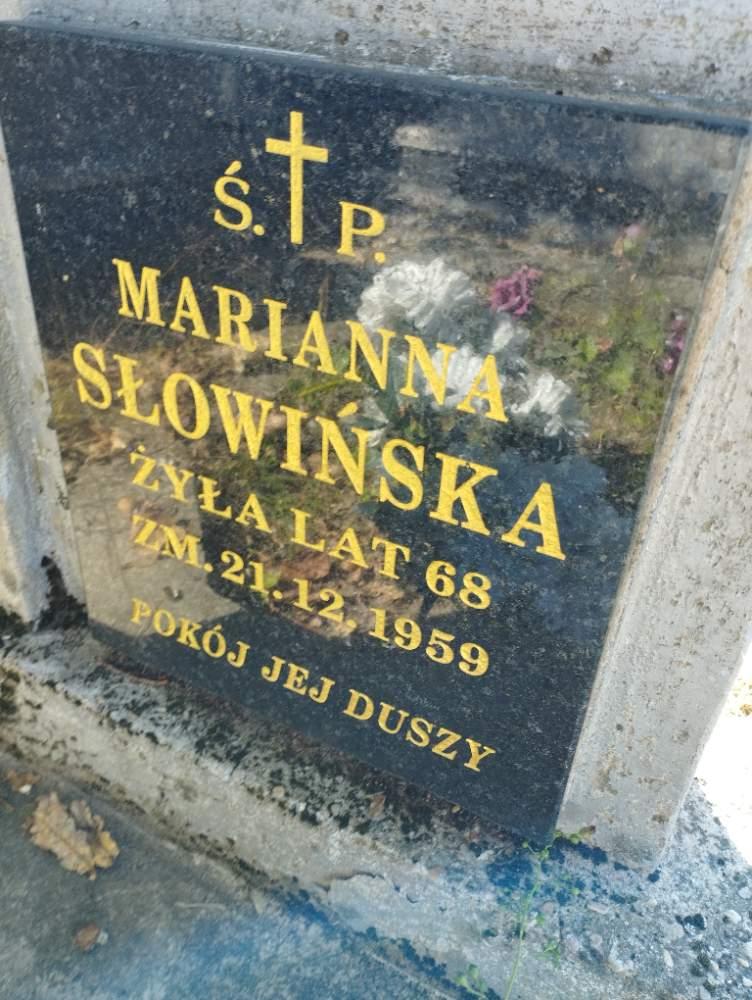 Ś. P.
MARIANNA
SŁOWIŃSKA
ŻYŁA LAT 68
ZM. 21.12.1959
POKÓJ JEJ DUSZY